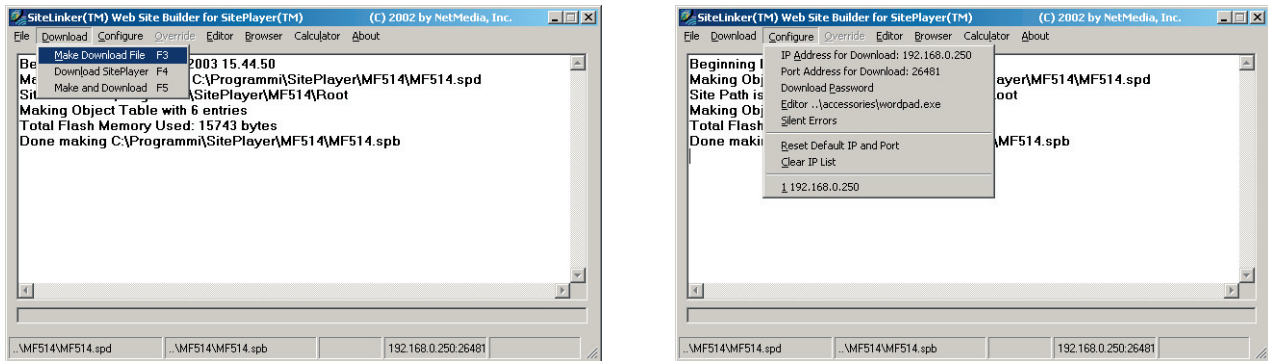 SiteLinker(TM) Web Site Builder for SitePlayer(TM) (C) 2002 by NetMedia, Inc.
File Download Configure Override Editor Browser Calculator About
Make Download File F3
Download SitePlayer F4
Make and Download F5
Be 2003 15.44.50
Ma C:\Programmi\SitePlayer\MF514\MF514.spd
Sit \SitePlayer\MF514\Root
Making Object Table with 6 entries
Total Flash Memory Used: 15743 bytes
Done making C:\Programmi\SitePlayer\MF514\MF514.spb
..\MF514\MF514.spd ..\MF514\MF514.spb 192.168.0.250:26481
SiteLinker(TM) Web Site Builder for SitePlayer(TM) (C) 2002 by NetMedia, Inc.
File Download Configure Override Editor Browser Calculator About
IP Address for Download: 192.168.0.250
Port Address for Download: 26481
Download Password
Editor ..\accessories\wordpad.exe
Silent Errors
Reset Default IP and Port
Clear IP List
1 192.168.0.250
Beginning
Making Obj ayer\MF514\MF514.spd
Site Path is
Making Obj
Total Flash
Done maki \MF514.spb
..\MF514\MF514.spd ..\MF514\MF514.spb 192.168.0.250:26481